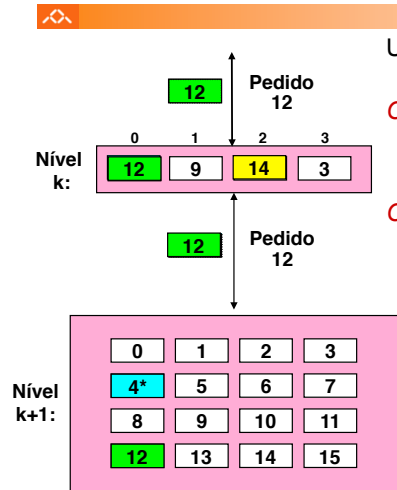 U
12
Pedido
12
C
0 1 2 3
Nível
k:
12 9 14 3
C
12
Pedido
12
Nível
k+1:
0 1 2 3
4* 5 6 7
8 9 10 11
12 13 14 15